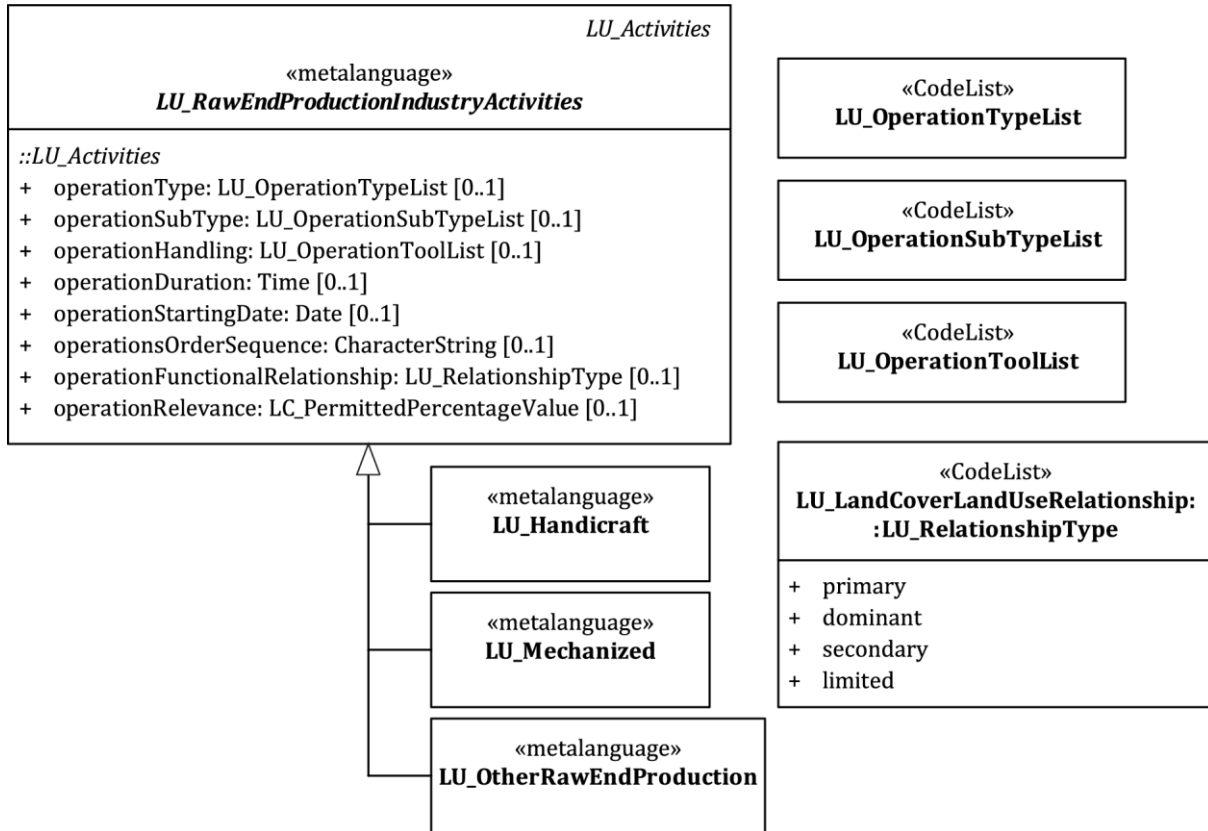 LU_Activities
«metalanguage»
LU_RawEndProductionIndustryActivities
::LU_Activities
+ operationType: LU_OperationTypeList [0..1]
+ operationSubType: LU_OperationSubTypeList [0..1]
+ operationHandling: LU_OperationToolList [0..1]
+ operationDuration: Time [0..1]
+ operationStartingDate: Date [0..1]
+ operationsOrderSequence: CharacterString [0..1]
+ operationFunctionalRelationship: LU_RelationshipType [0..1]
+ operationRelevance: LC_PermittedPercentageValue [0..1]
«metalanguage»
LU_Handicraft
«metalanguage»
LU_Mechanized
«metalanguage»
LU_OtherRawEndProduction
«CodeList»
LU_OperationTypeList
«CodeList»
LU_OperationSubTypeList
«CodeList»
LU_OperationToolList
«CodeList»
LU_LandCoverLandUseRelationship:
:LU_RelationshipType
+ primary
+ dominant
+ secondary
+ limited